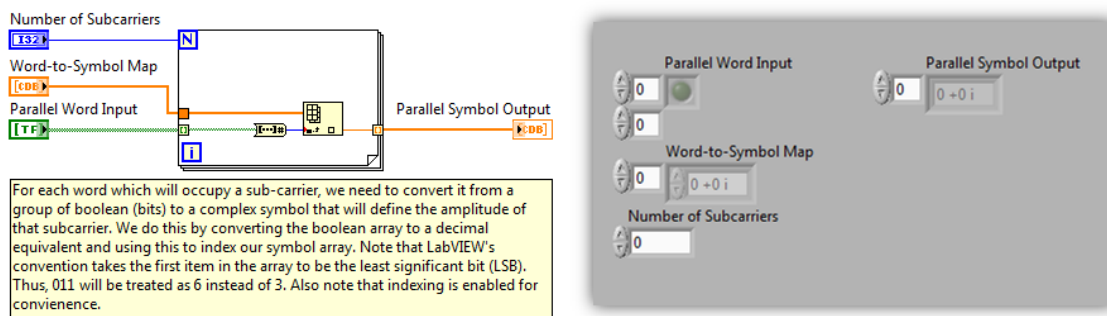 Number of Subcarriers
I32
N
Word-to-Symbol Map
[CDB]
Parallel Word Input
[TF]
[...]#
i
Parallel Symbol Output
[CDB]
For each word which will occupy a sub-carrier, we need to convert it from a
group of boolean (bits) to a complex symbol that will define the amplitude of
that subcarrier. We do this by converting the boolean array to a decimal
equivalent and using this to index our symbol array. Note that LabVIEW's
convention takes the first item in the array to be the least significant bit (LSB).
Thus, 011 will be treated as 6 instead of 3. Also note that indexing is enabled for
convienence.
Parallel Word Input
0
0
Parallel Symbol Output
0
0 +0 i
Word-to-Symbol Map
0
0 +0 i
Number of Subcarriers
0